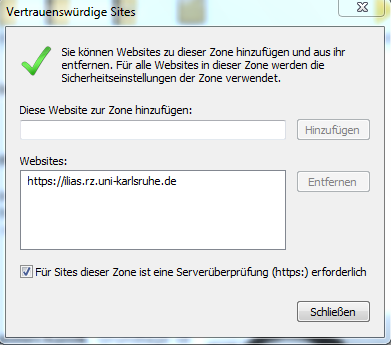 Vertrauenswürdige Sites
Sie können Websites zu dieser Zone hinzufügen und aus ihr
entfernen. Für alle Websites in dieser Zone werden die
Sicherheitseinstellungen der Zone verwendet.
Diese Website zur Zone hinzufügen:
Hinzufügen
Websites:
https://ilias.rz.uni-karlsruhe.de
Entfernen
Für Sites dieser Zone ist eine Serverüberprüfung (https:) erforderlich
Schließen